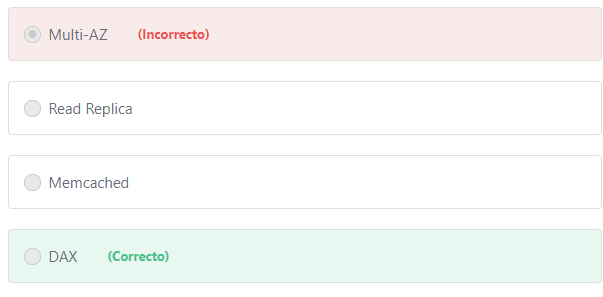 Multi-AZ (Incorrecto)
Read Replica
Memcached
DAX (Correcto)